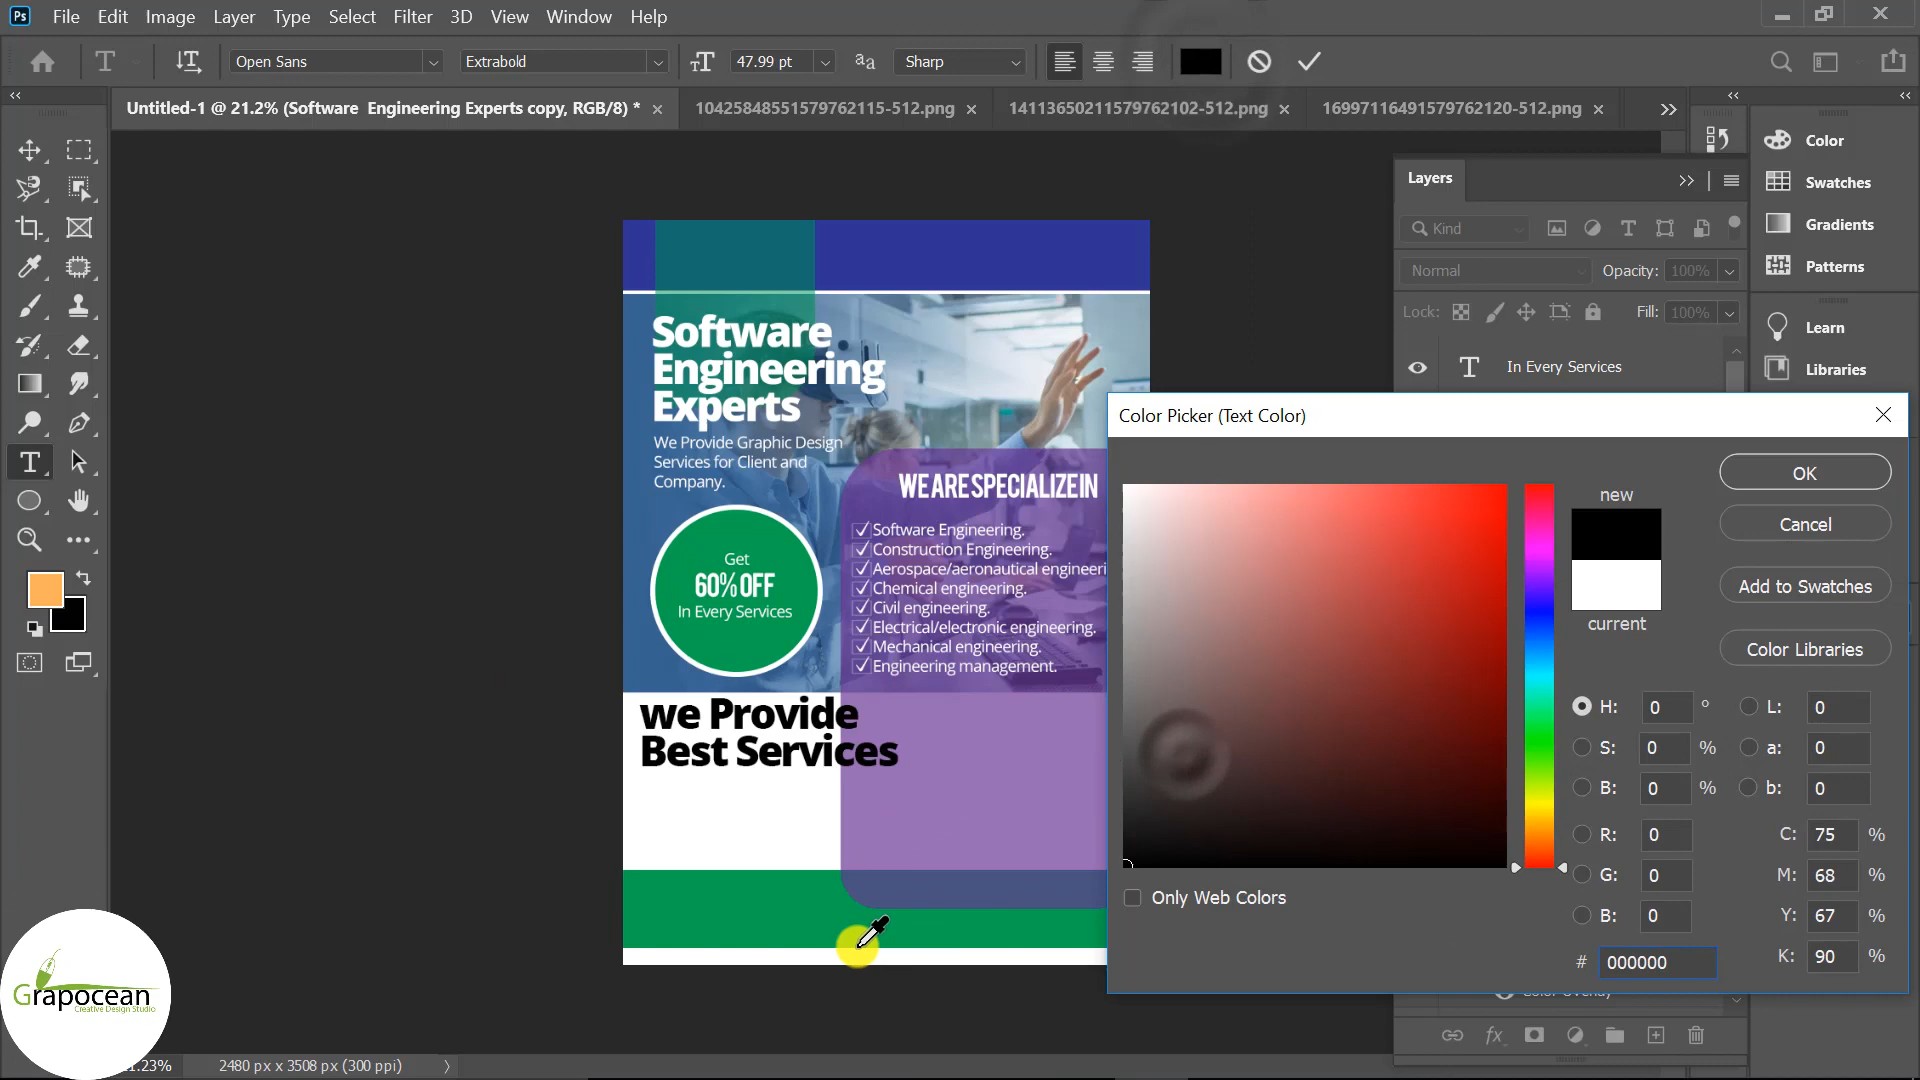 Ps File Edit Image Layer Type Select Filter 3D View Window Help
Open Sans Extrabold 47.99 pt Sharp
Untitled-1 @ 21.2% (Software Engineering Experts copy, RGB/8) * 10425848551579762115-512.png 14113650211579762102-512.png 16997116491579762120-512.png
Layers
Kind
Normal Opacity: 100%
Lock: Fill: 100%
In Every Services
Color
Swatches
Gradients
Patterns
Learn
Libraries
Software
Engineering
Experts
We Provide Graphic Design
Services for Client and
Company.
Get
60% OFF
In Every Services
WE ARE SPECIALIZE IN
Software Engineering.
Construction Engineering.
Aerospace/aeronautical engineeri
Chemical engineering.
Civil engineering.
Electrical/electronic engineering.
Mechanical engineering.
Engineering management.
we Provide
Best Services
Color Picker (Text Color)
new
current
OK
Cancel
Add to Swatches
Color Libraries
H: 0 ° L: 0
S: 0 % a: 0
B: 0 % b: 0
R: 0 C: 75 %
G: 0 M: 68 %
B: 0 Y: 67 %
# 000000 K: 90 %
Only Web Colors
Grapocean
Creative Design Studio
1.23% 2480 px x 3508 px (300 ppi)